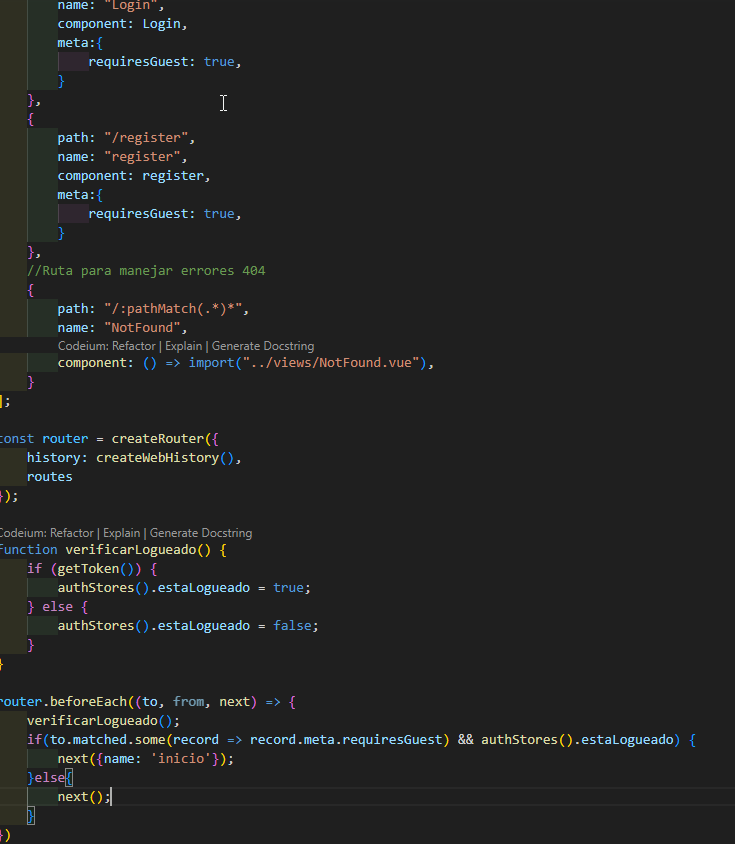 name: "Login",
component: Login,
meta:{
requiresGuest: true,
}
},
{
path: "/register",
name: "register",
component: register,
meta:{
requiresGuest: true,
}
},
//Ruta para manejar errores 404
{
path: "/:pathMatch(.*)*",
name: "NotFound",
Codeium: Refactor | Explain | Generate Docstring
component: () => import("../views/NotFound.vue"),
}
];

const router = createRouter({
history: createWebHistory(),
routes
});

Codeium: Refactor | Explain | Generate Docstring
function verificarLogueado() {
if (getToken()) {
authStores().estaLogueado = true;
} else {
authStores().estaLogueado = false;
}
}

router.beforeEach((to, from, next) => {
verificarLogueado();
if(to.matched.some(record => record.meta.requiresGuest) && authStores().estaLogueado) {
next({name: 'inicio'});
}else{
next();
}
})